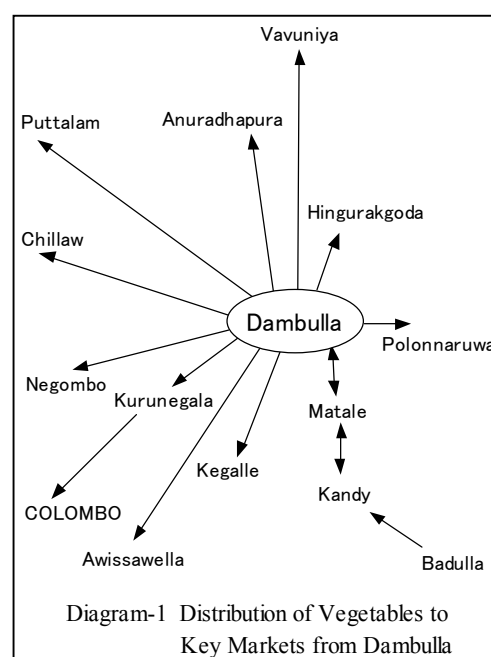 Vavuniya
Anuradhapura
Puttalam
Hingurakgoda
Chillaw
Dambulla
Polonnaruwa
Negombo
Kurunegala
Matale
Kegalle
Kandy
COLOMBO
Awissawella
Badulla
Diagram-1 Distribution of Vegetables to
Key Markets from Dambulla